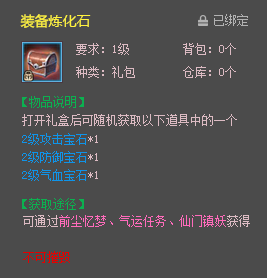 装备炼化石 已绑定
要求：1级 背包：0个
种类：礼包 仓库：0个
【物品说明】
打开礼盒后可随机获取以下道具中的一个
2级攻击宝石*1
2级防御宝石*1
2级气血宝石*1
【获取途径】
可通过前尘忆梦、气运任务、仙门镇妖获得